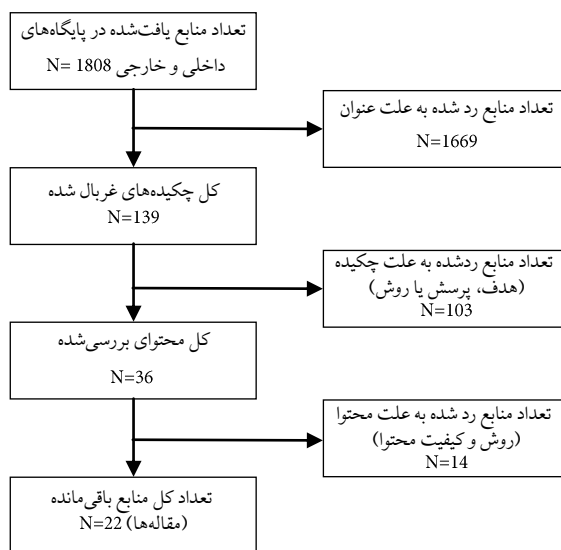 تعداد منابع یافت‌شده در پایگاه‌های
داخلی و خارجی N= 1808
تعداد منابع رد شده به علت عنوان
N=1669
کل چکیده‌های غربال شده
N=139
تعداد منابع ردشده به علت چکیده
(هدف، پرسش یا روش)
N=103
کل محتوای بررسی‌شده
N=36
تعداد منابع رد شده به علت محتوا
(روش و کیفیت محتوا)
N=14
تعداد کل منابع باقی‌مانده
(مقاله‌ها) N=22